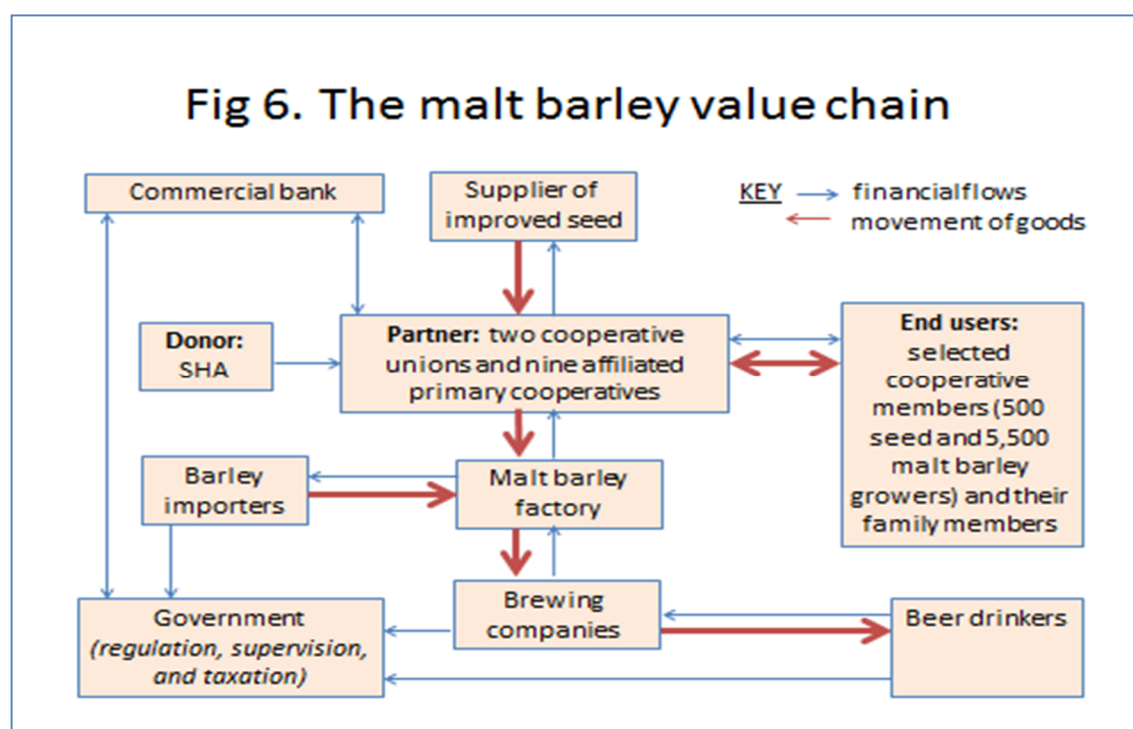 Fig 6. The malt barley value chain
Commercial bank
Supplier of
improved seed
KEY financial flows
movement of goods
Donor:
SHA
Partner: two cooperative
unions and nine affiliated
primary cooperatives
End users:
selected
cooperative
members (500
seed and 5,500
malt barley
growers) and their
family members
Barley
importers
Malt barley
factory
Government
(regulation, supervision,
and taxation)
Brewing
companies
Beer drinkers